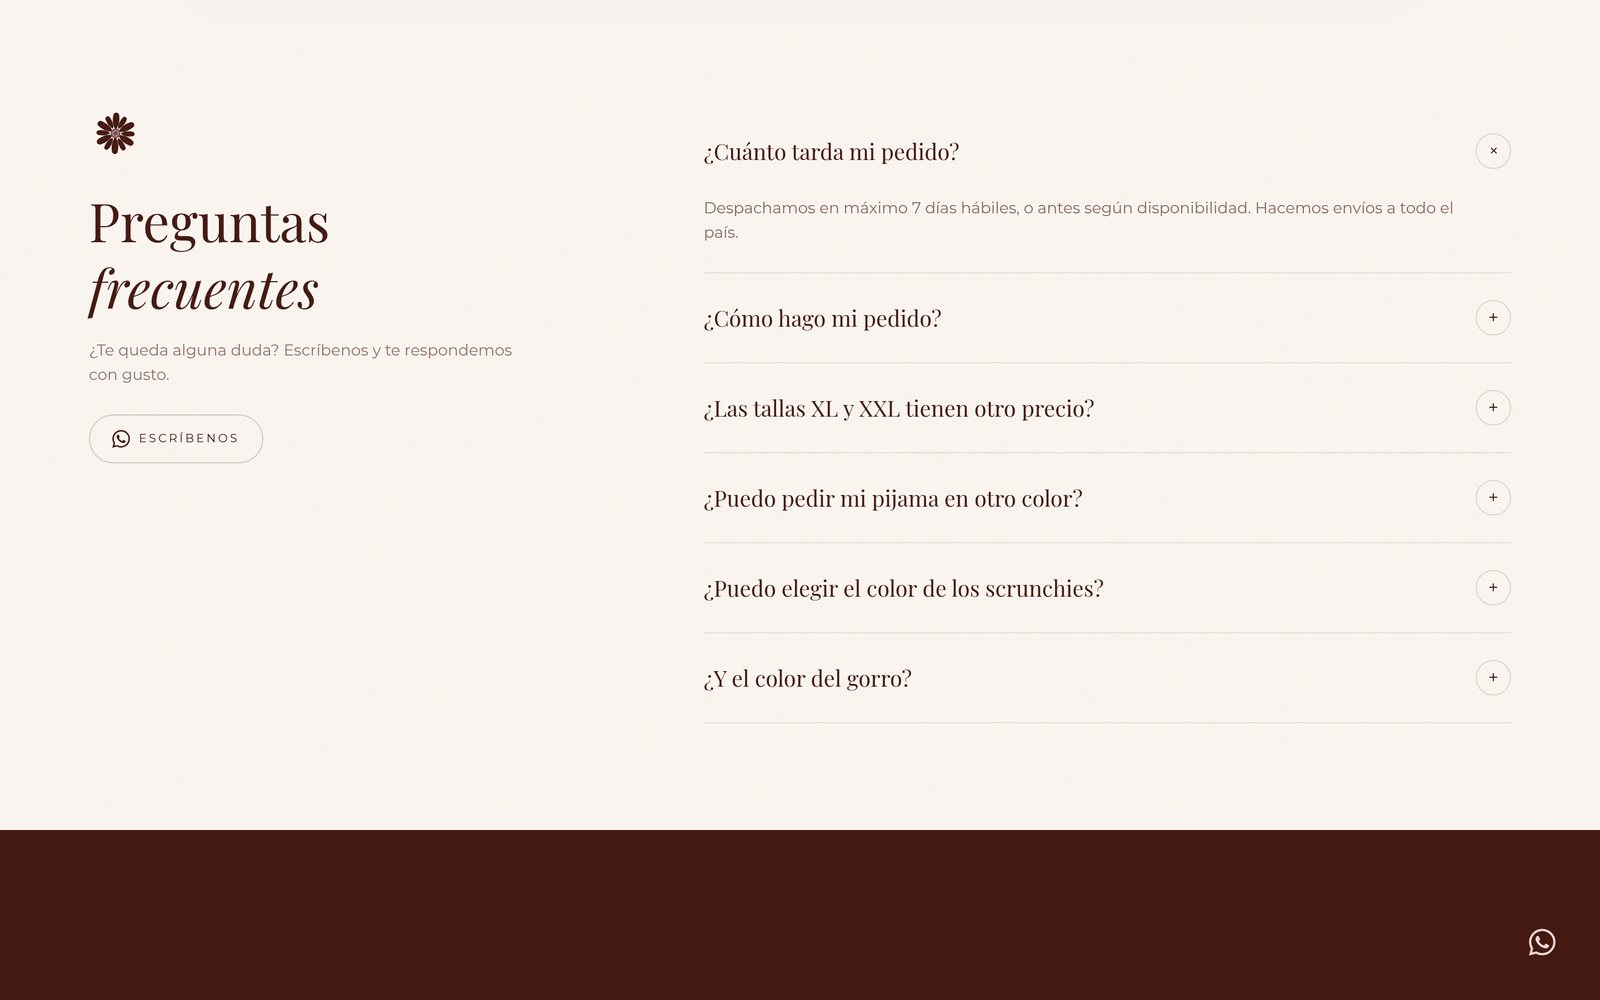 Preguntas
frecuentes
¿Te queda alguna duda? Escríbenos y te respondemos
con gusto.
ESCRÍBENOS
¿Cuánto tarda mi pedido?
Despachamos en máximo 7 días hábiles, o antes según disponibilidad. Hacemos envíos a todo el
país.
¿Cómo hago mi pedido?
¿Las tallas XL y XXL tienen otro precio?
¿Puedo pedir mi pijama en otro color?
¿Puedo elegir el color de los scrunchies?
¿Y el color del gorro?